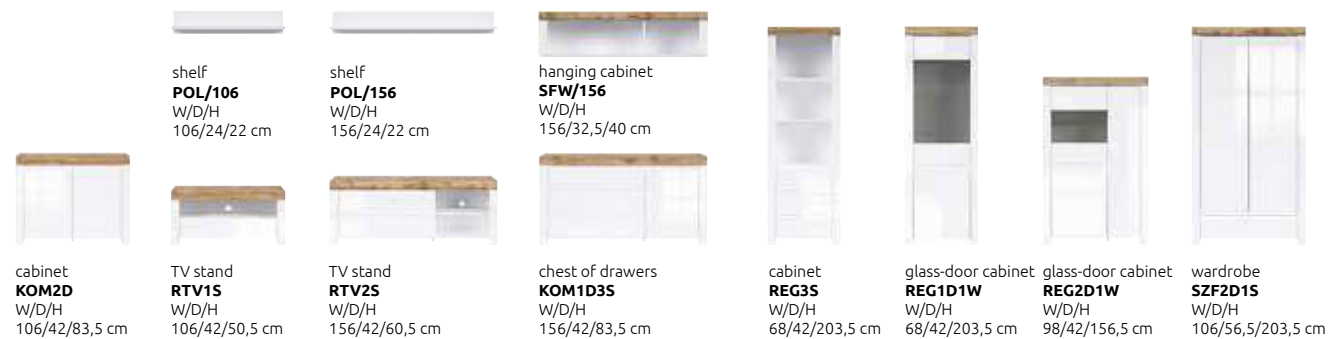 shelf
POL/106
W/D/H
106/24/22 cm
shelf
POL/156
W/D/H
156/24/22 cm
hanging cabinet
SFW/156
W/D/H
156/32,5/40 cm
cabinet
KOM2D
W/D/H
106/42/83,5 cm
TV stand
RTV1S
W/D/H
106/42/50,5 cm
TV stand
RTV2S
W/D/H
156/42/60,5 cm
chest of drawers
KOM1D3S
W/D/H
156/42/83,5 cm
cabinet
REG3S
W/D/H
68/42/203,5 cm
glass-door cabinet
REG1D1W
W/D/H
68/42/203,5 cm
glass-door cabinet
REG2D1W
W/D/H
98/42/156,5 cm
wardrobe
SZF2D1S
W/D/H
106/56,5/203,5 cm